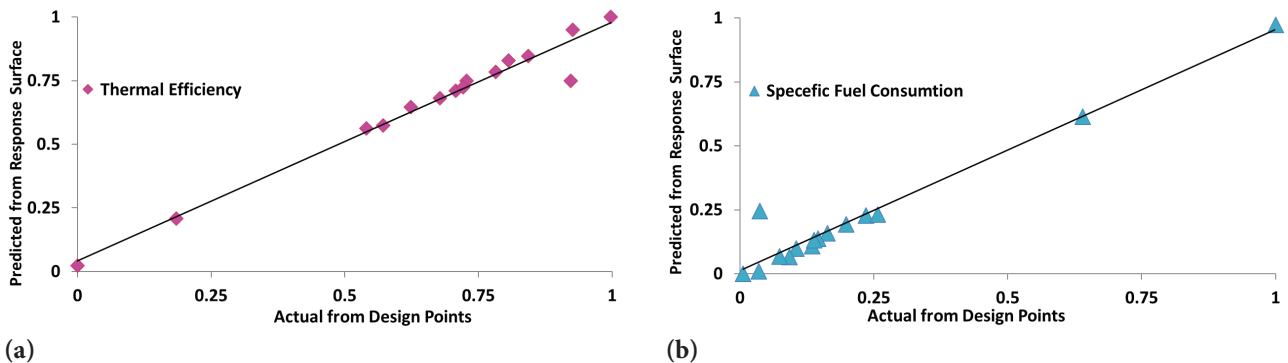 Predicted from Response Surface
1
0.75
0.5
0.25
0
Thermal Efficiency
0 0.25 0.5 0.75 1
Actual from Design Points
(a)
Predicted from Response Surface
1
0.75
0.5
0.25
0
Specefic Fuel Consumtion
0 0.25 0.5 0.75 1
Actual from Design Points
(b)